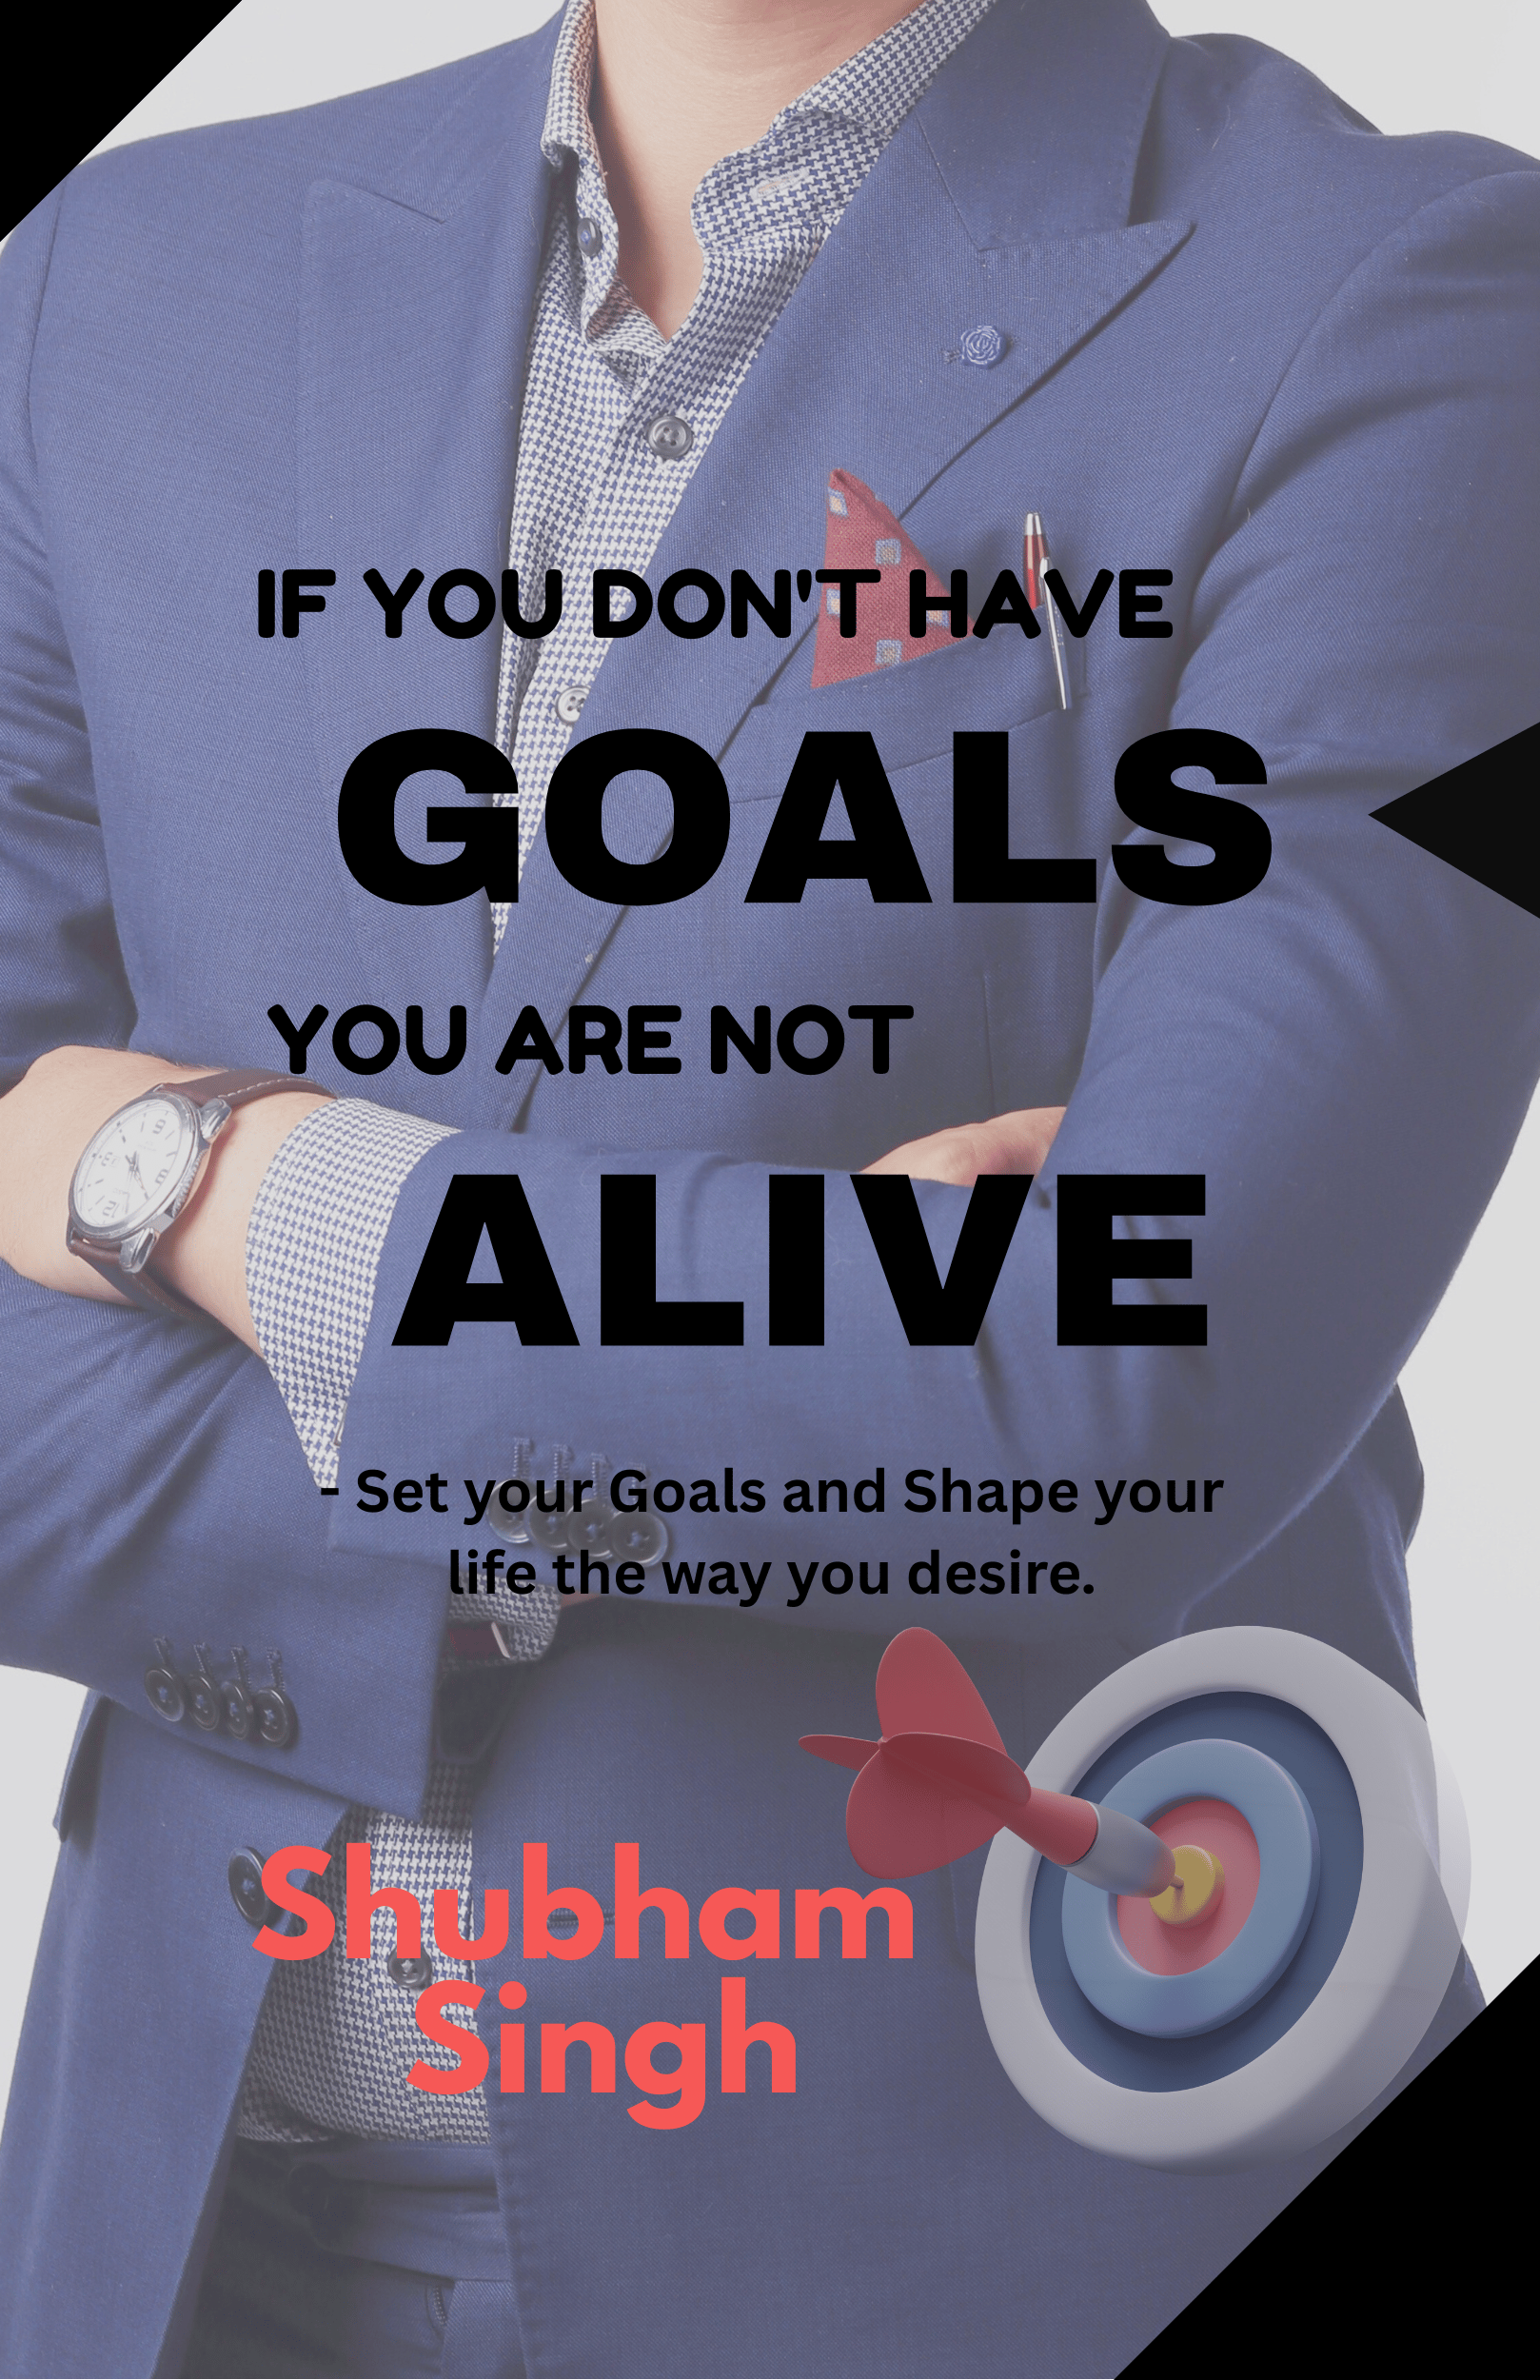 IF YOU DON'T HAVE
GOALS
YOU ARE NOT
ALIVE
- Set your Goals and Shape your
life the way you desire.
Shubham
Singh